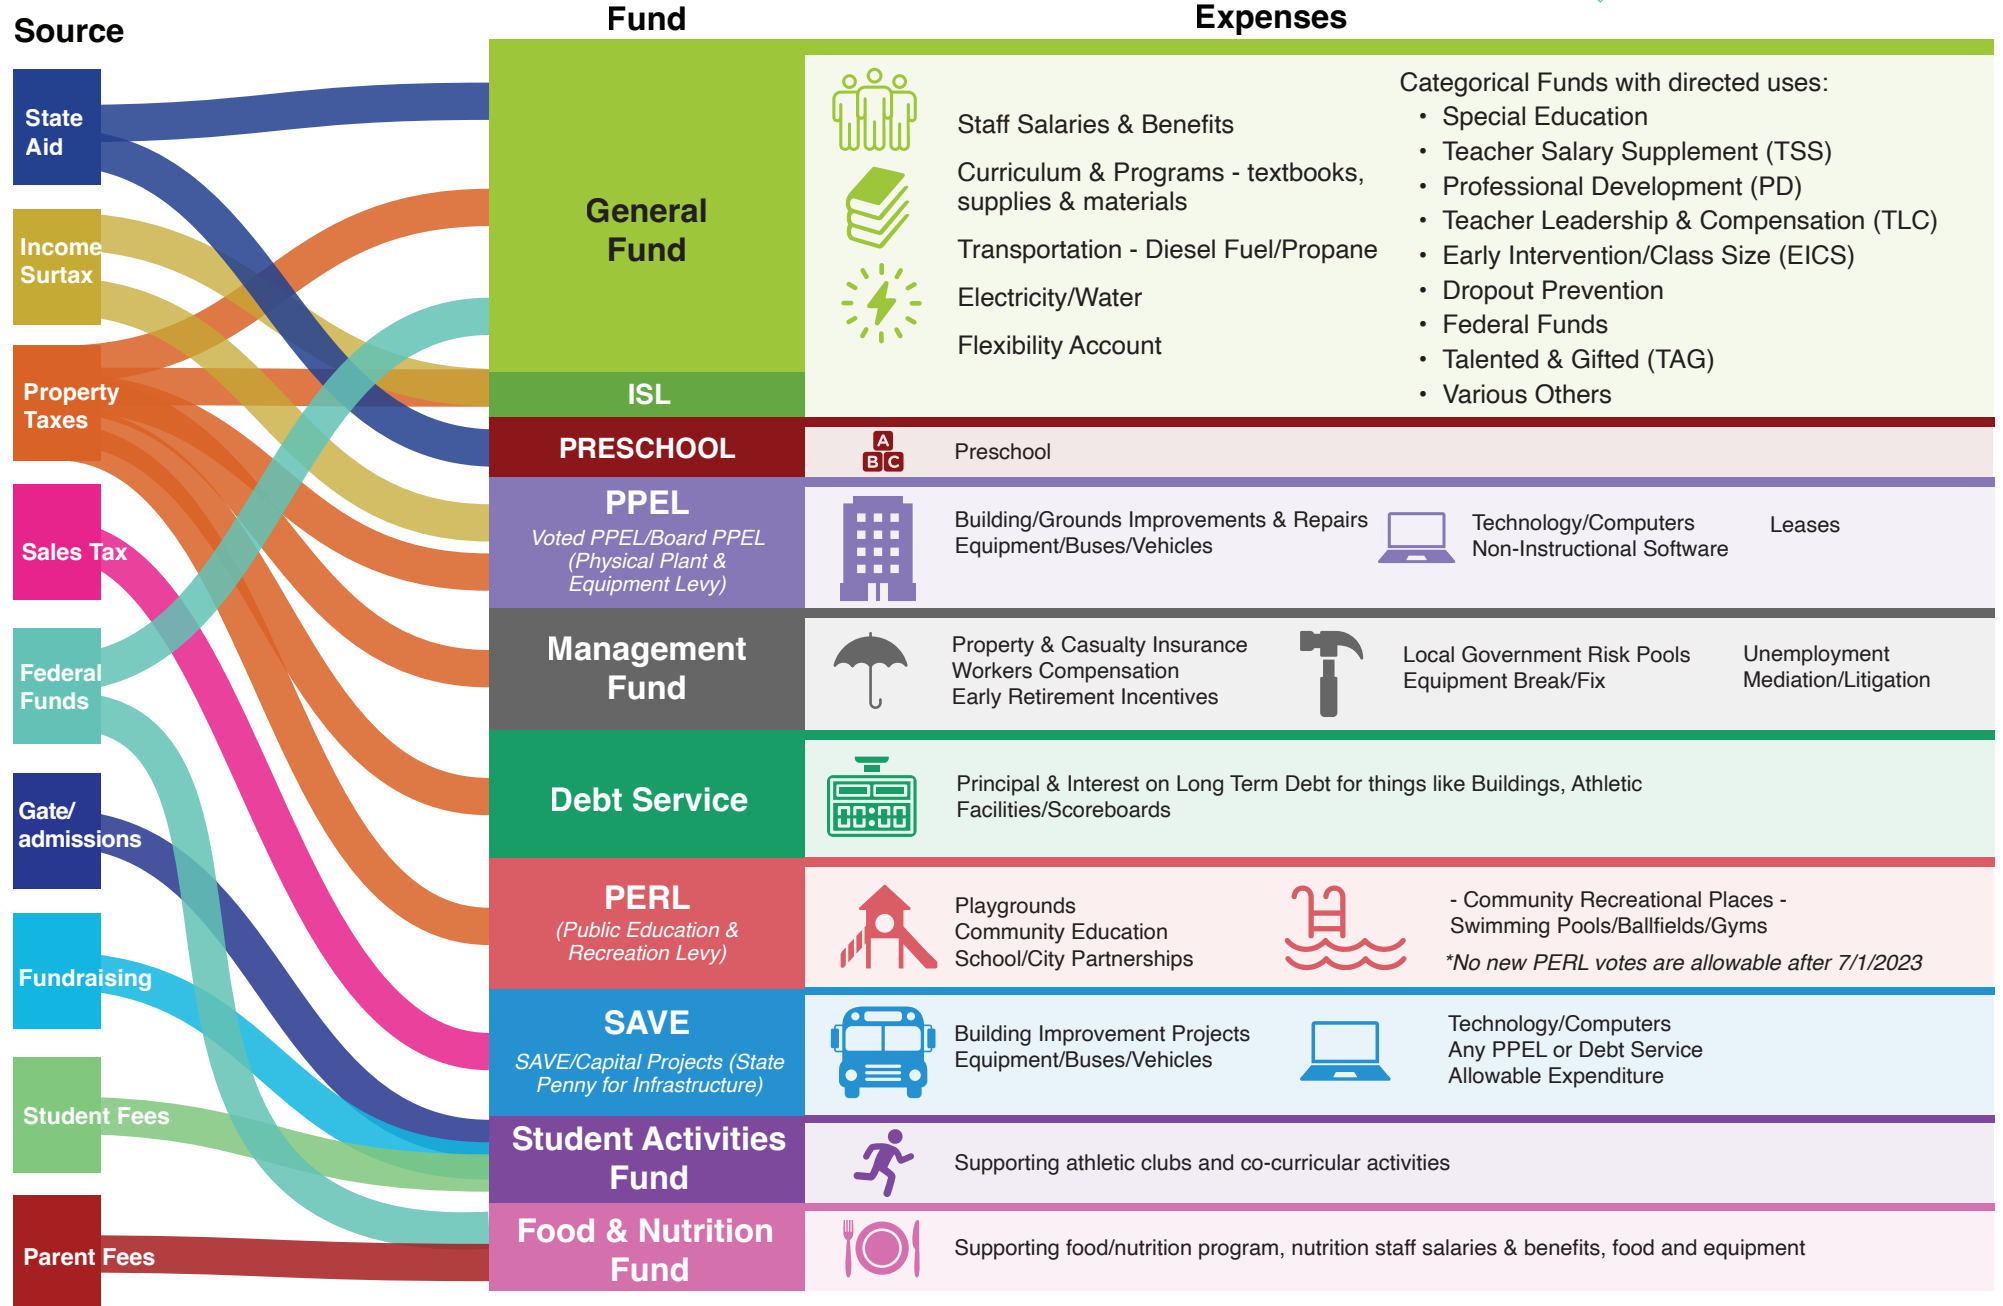 Source
Fund
Expenses
State
Aid
Income
Surtax
Property
Taxes
Sales Tax
Federal
Funds
Gate/
admissions
Fundraising
Student Fees
Parent Fees
General
Fund
ISL
Staff Salaries & Benefits
Curriculum & Programs - textbooks,
supplies & materials
Transportation - Diesel Fuel/Propane
Electricity/Water
Flexibility Account
Categorical Funds with directed uses:
• Special Education
• Teacher Salary Supplement (TSS)
• Professional Development (PD)
• Teacher Leadership & Compensation (TLC)
• Early Intervention/Class Size (EICS)
• Dropout Prevention
• Federal Funds
• Talented & Gifted (TAG)
• Various Others
PRESCHOOL
A
B C
Preschool
PPEL
Voted PPEL/Board PPEL
(Physical Plant &
Equipment Levy)
Building/Grounds Improvements & Repairs
Equipment/Buses/Vehicles
Technology/Computers
Non-Instructional Software
Leases
Management
Fund
Property & Casualty Insurance
Workers Compensation
Early Retirement Incentives
Local Government Risk Pools
Equipment Break/Fix
Unemployment
Mediation/Litigation
Debt Service
Principal & Interest on Long Term Debt for things like Buildings, Athletic
Facilities/Scoreboards
PERL
(Public Education &
Recreation Levy)
Playgrounds
Community Education
School/City Partnerships
- Community Recreational Places -
Swimming Pools/Ballfields/Gyms
*No new PERL votes are allowable after 7/1/2023
SAVE
SAVE/Capital Projects (State
Penny for Infrastructure)
Building Improvement Projects
Equipment/Buses/Vehicles
Technology/Computers
Any PPEL or Debt Service
Allowable Expenditure
Student Activities
Fund
Supporting athletic clubs and co-curricular activities
Food & Nutrition
Fund
Supporting food/nutrition program, nutrition staff salaries & benefits, food and equipment